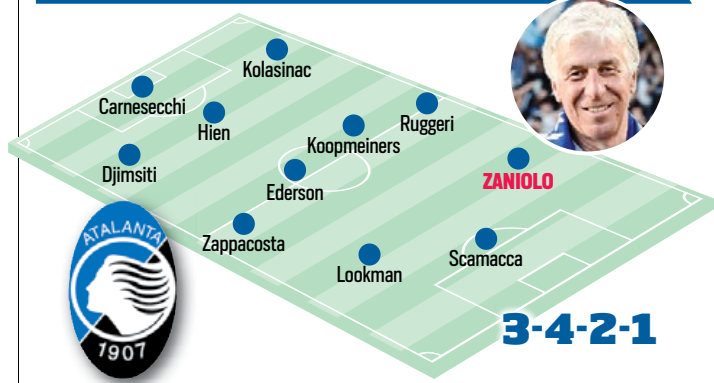 Kolasinac
Carnesecchi
Hien
Ruggeri
Koopmeiners
Djimsiti
ZANIOLO
Ederson
Zappacosta
Scamacca
Lookman
ATALANTA
1907
3-4-2-1